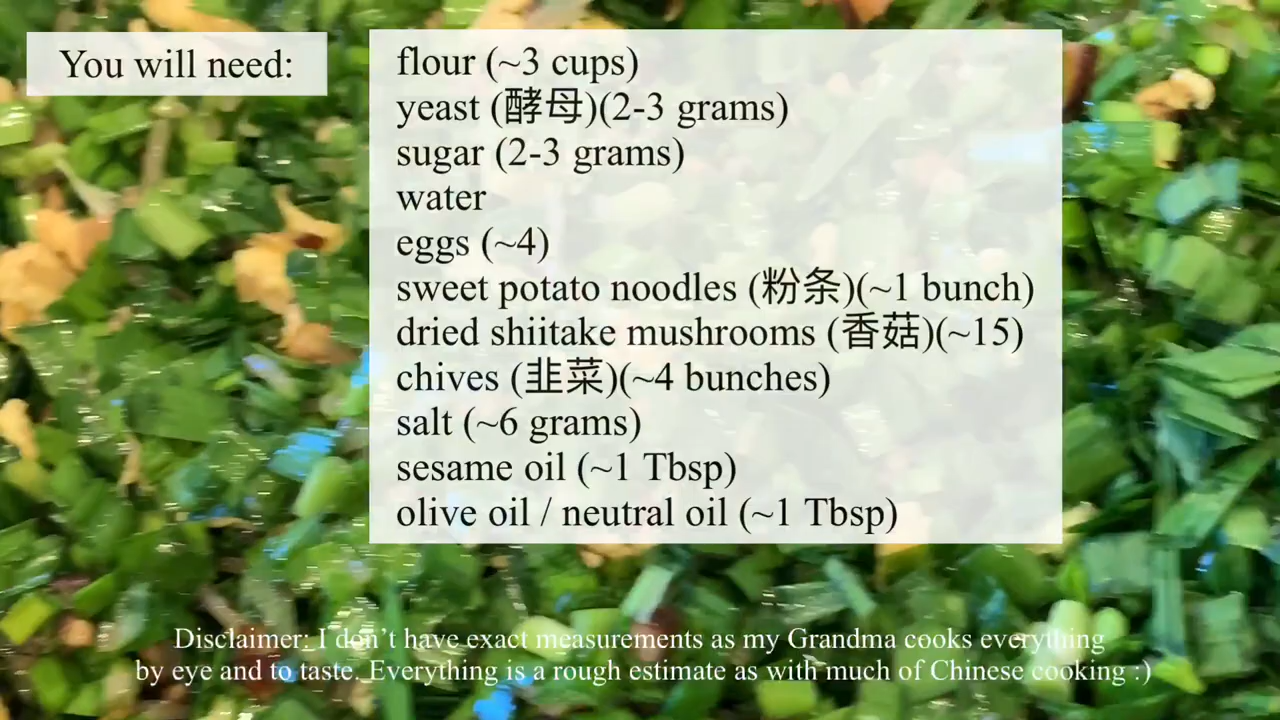 You will need:
flour (~3 cups)
yeast (酵母)(2-3 grams)
sugar (2-3 grams)
water
eggs (~4)
sweet potato noodles (粉条)(~1 bunch)
dried shiitake mushrooms (香菇)(~15)
chives (韭菜)(~4 bunches)
salt (~6 grams)
sesame oil (~1 Tbsp)
olive oil / neutral oil (~1 Tbsp)
Disclaimer: I don't have exact measurements as my Grandma cooks everything
by eye and to taste. Everything is a rough estimate as with much of Chinese cooking :)